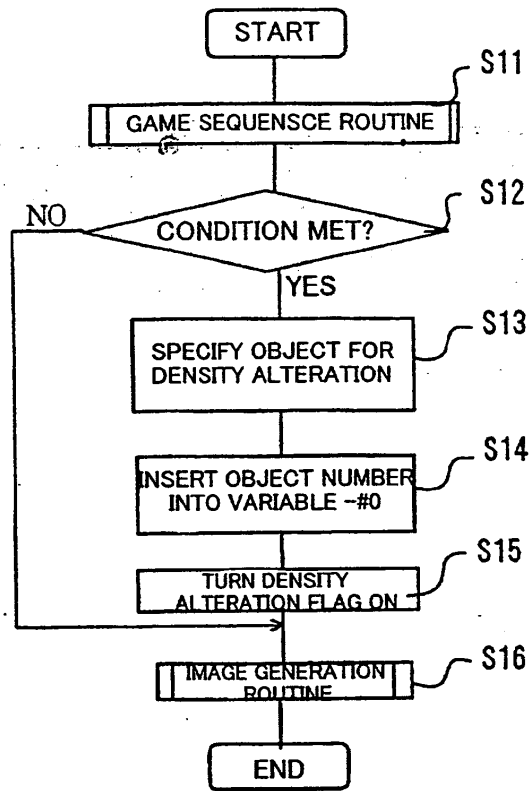 START
S11
GAME SEQUENSCE ROUTINE
S12
NO
CONDITION MET?
YES
S13
SPECIFY OBJECT FOR
DENSITY ALTERATION
S14
INSERT OBJECT NUMBER
INTO VARIABLE -#0
S15
TURN DENSITY
ALTERATION FLAG ON
S16
IMAGE GENERATION
ROUTINE
END